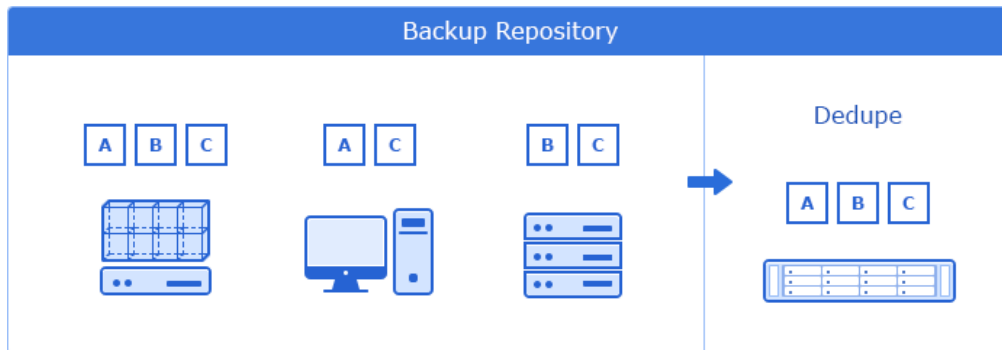 Backup Repository
A B C
A C
B C
Dedupe
A B C